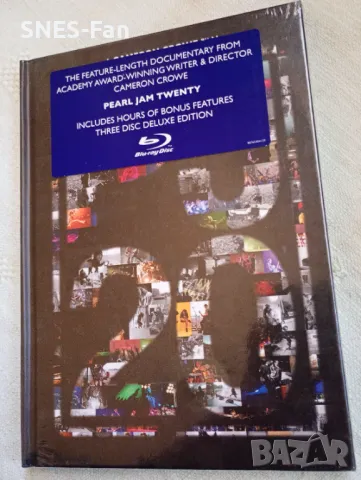 SNES-Fan
THE FEATURE-LENGTH DOCUMENTARY FROM
ACADEMY AWARD-WINNING WRITER & DIRECTOR
CAMERON CROWE
PEARL JAM TWENTY
INCLUDES HOURS OF BONUS FEATURES
THREE DISC DELUXE EDITION
Blu-ray Disc
20
BAZAR